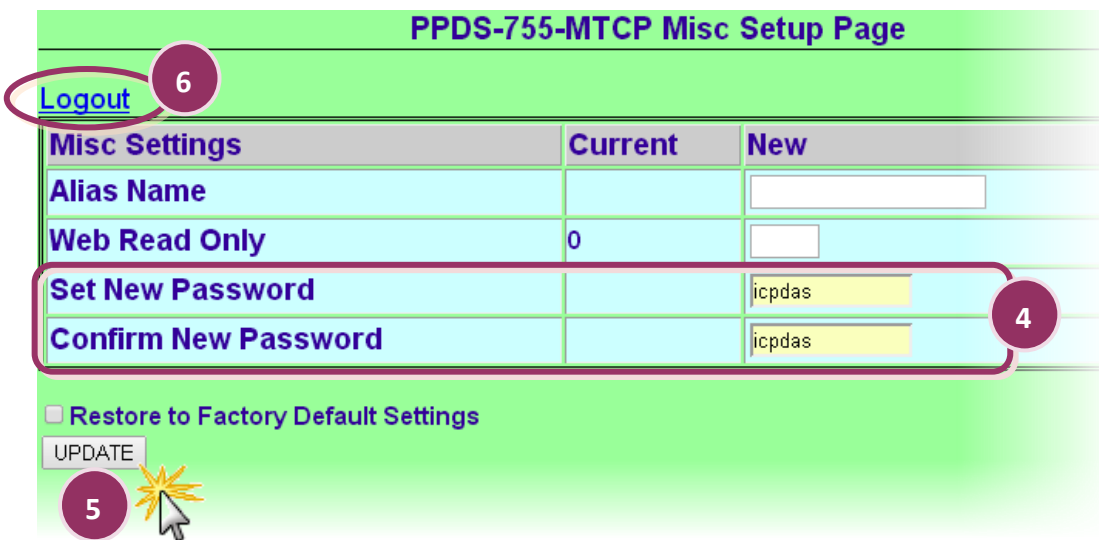 PPDS-755-MTCP Misc Setup Page
6
Logout
Misc Settings Current New
Alias Name
Web Read Only 0
Set New Password icpdas
4
Confirm New Password icpdas
Restore to Factory Default Settings
UPDATE
5